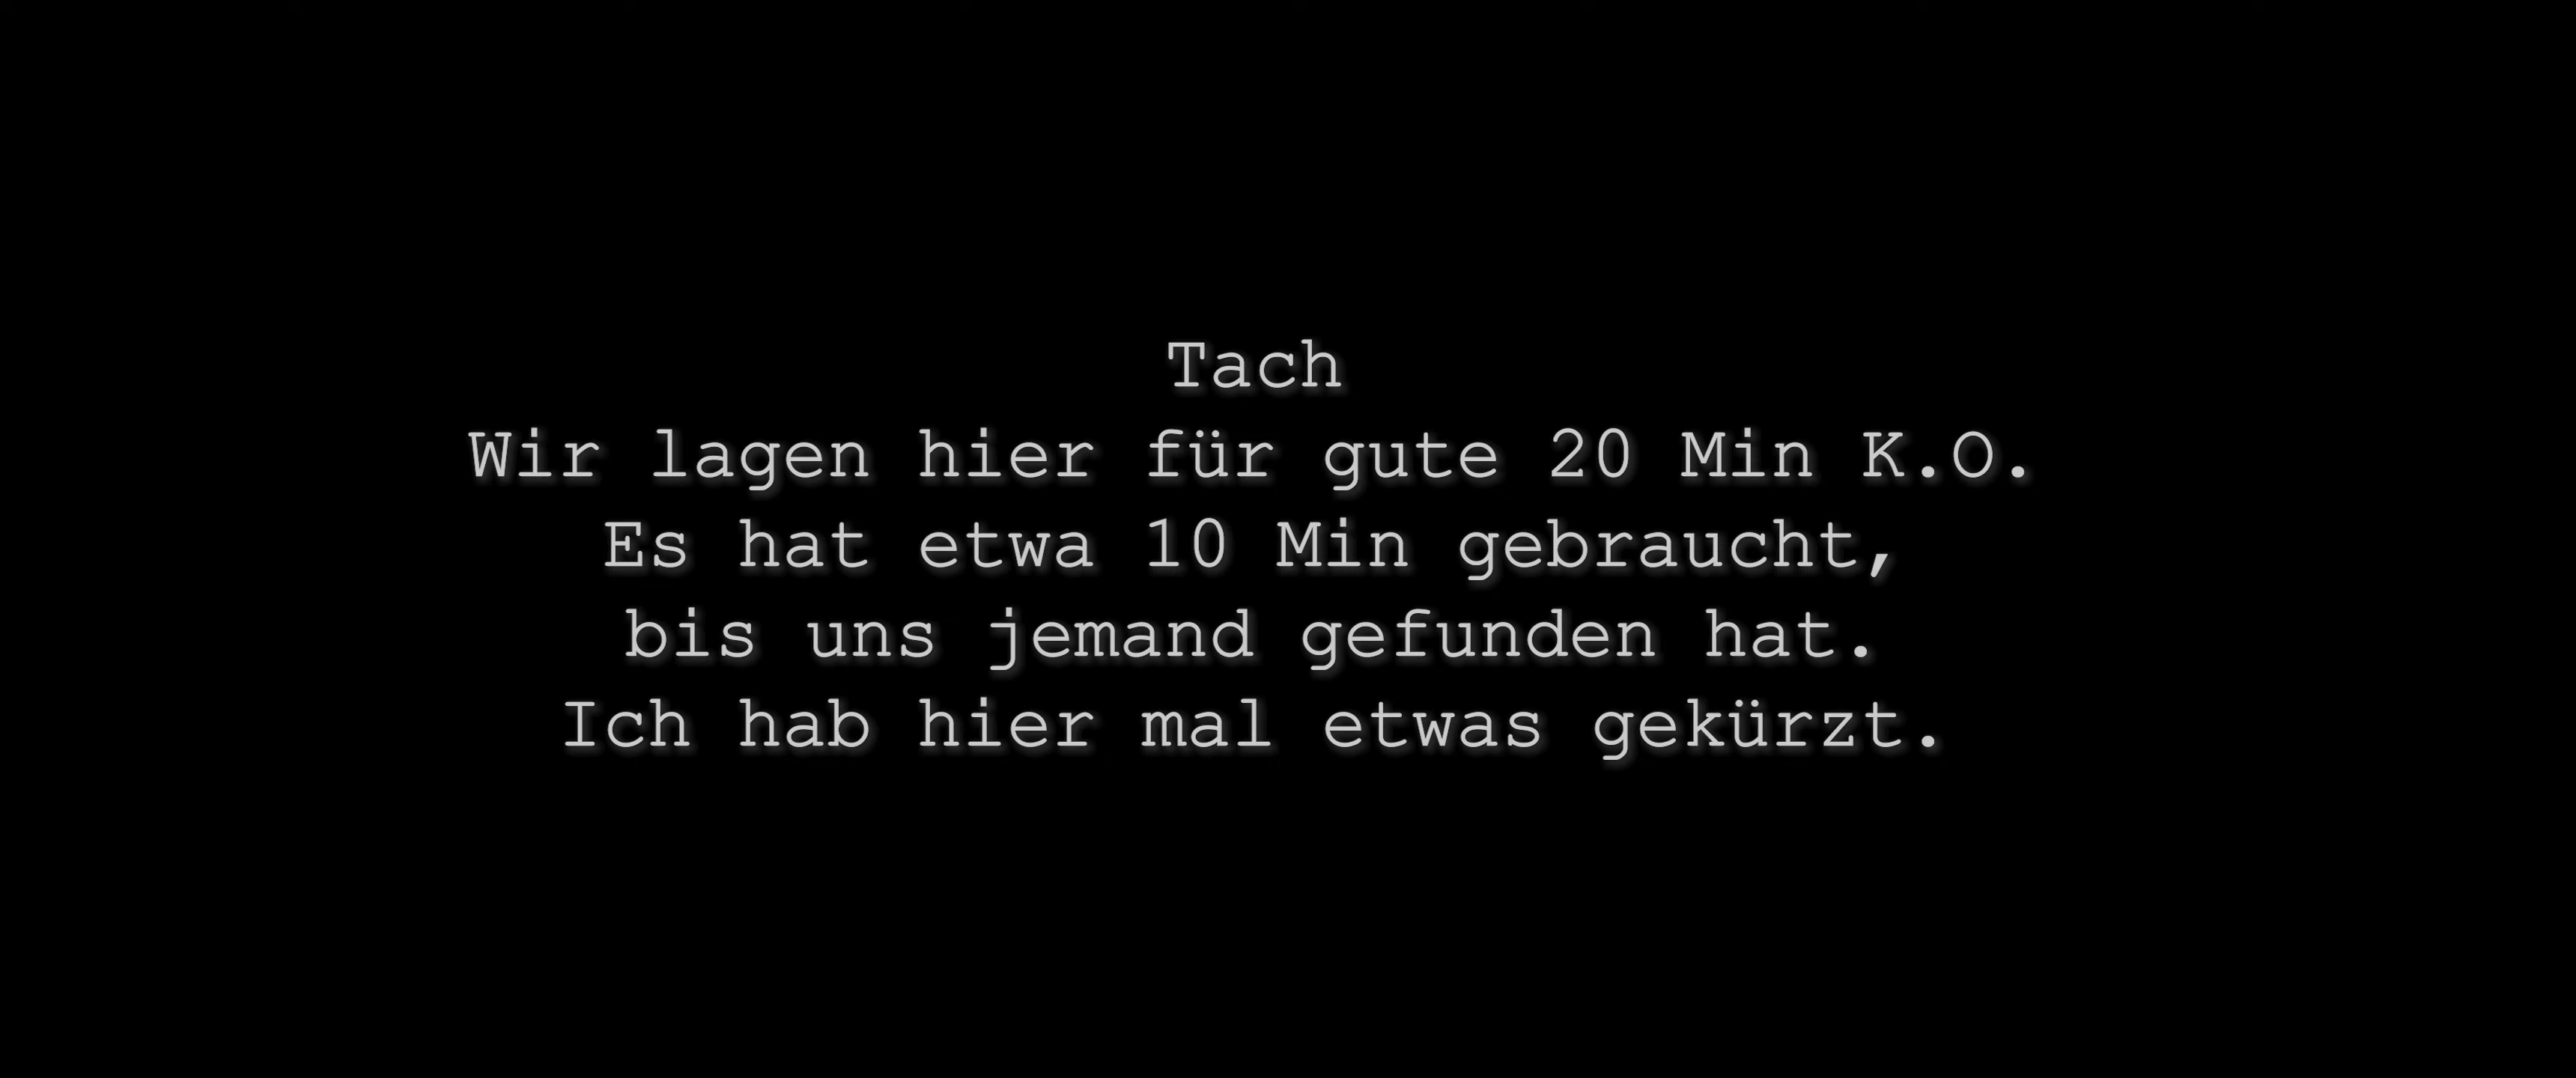 Tach
Wir lagen hier für gute 20 Min K.O.
Es hat etwa 10 Min gebraucht,
bis uns jemand gefunden hat.
Ich hab hier mal etwas gekürzt.